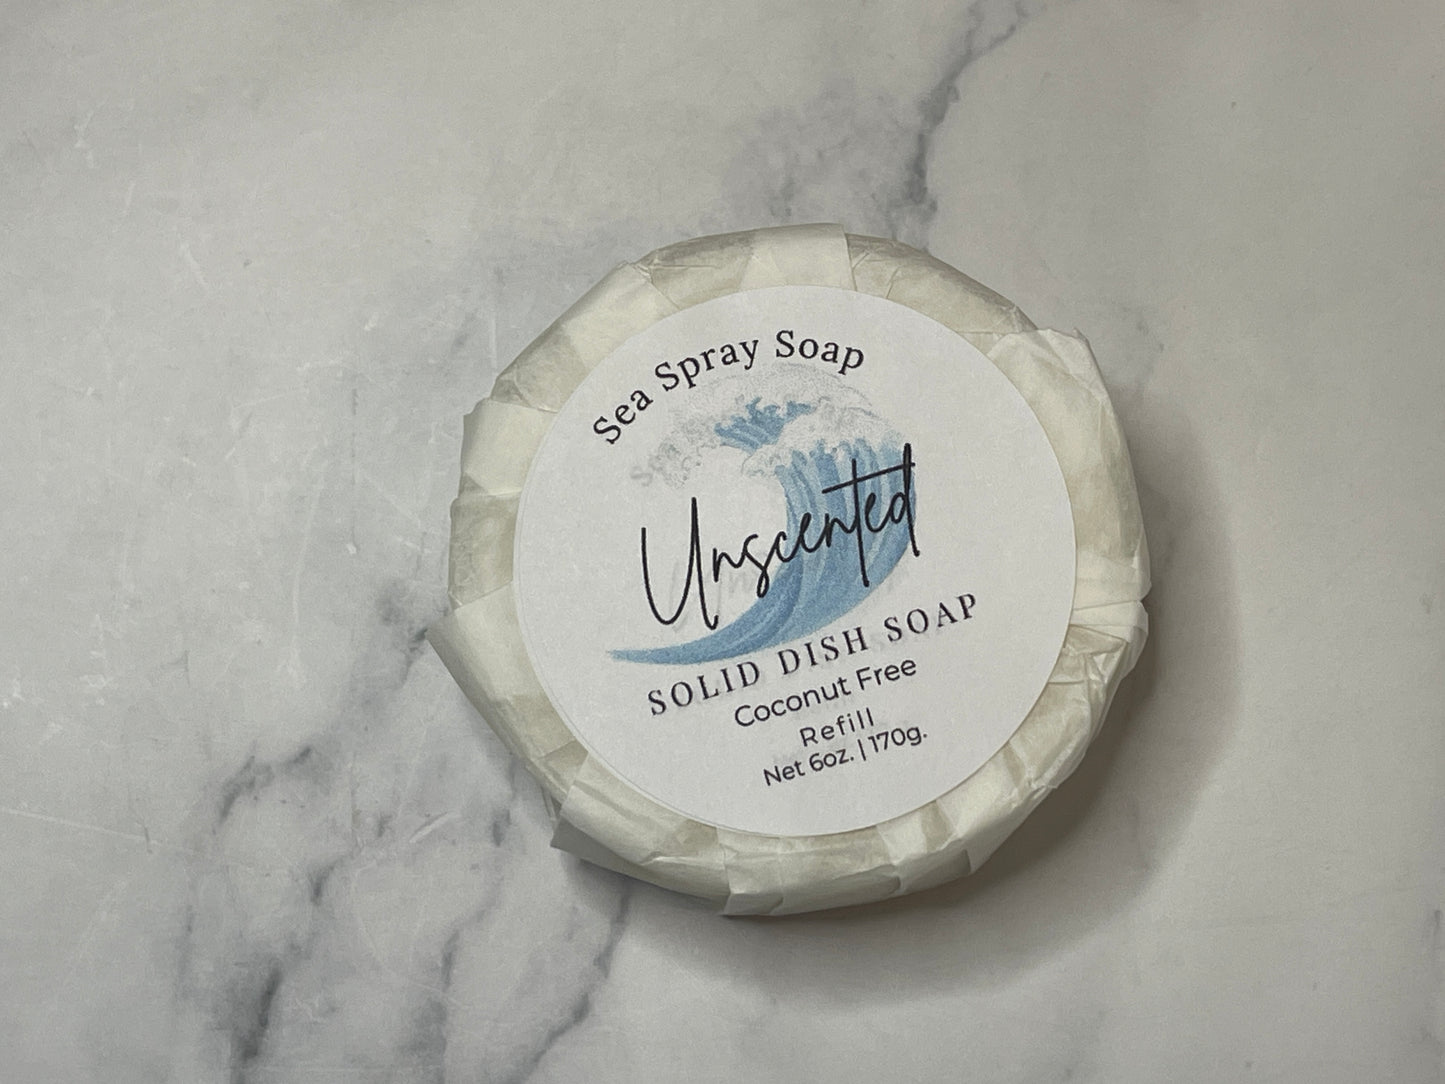 Sea Spray Soap
Unscented
SOLID DISH SOAP
Coconut Free
Refill
Net 6oz. | 170g.